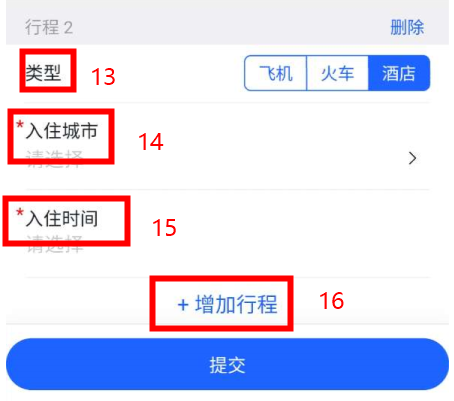 行程 2 删除
类型 13 飞机 火车 酒店
*入住城市 14
请选择
*入住时间 15
请选择
+ 增加行程 16
提交